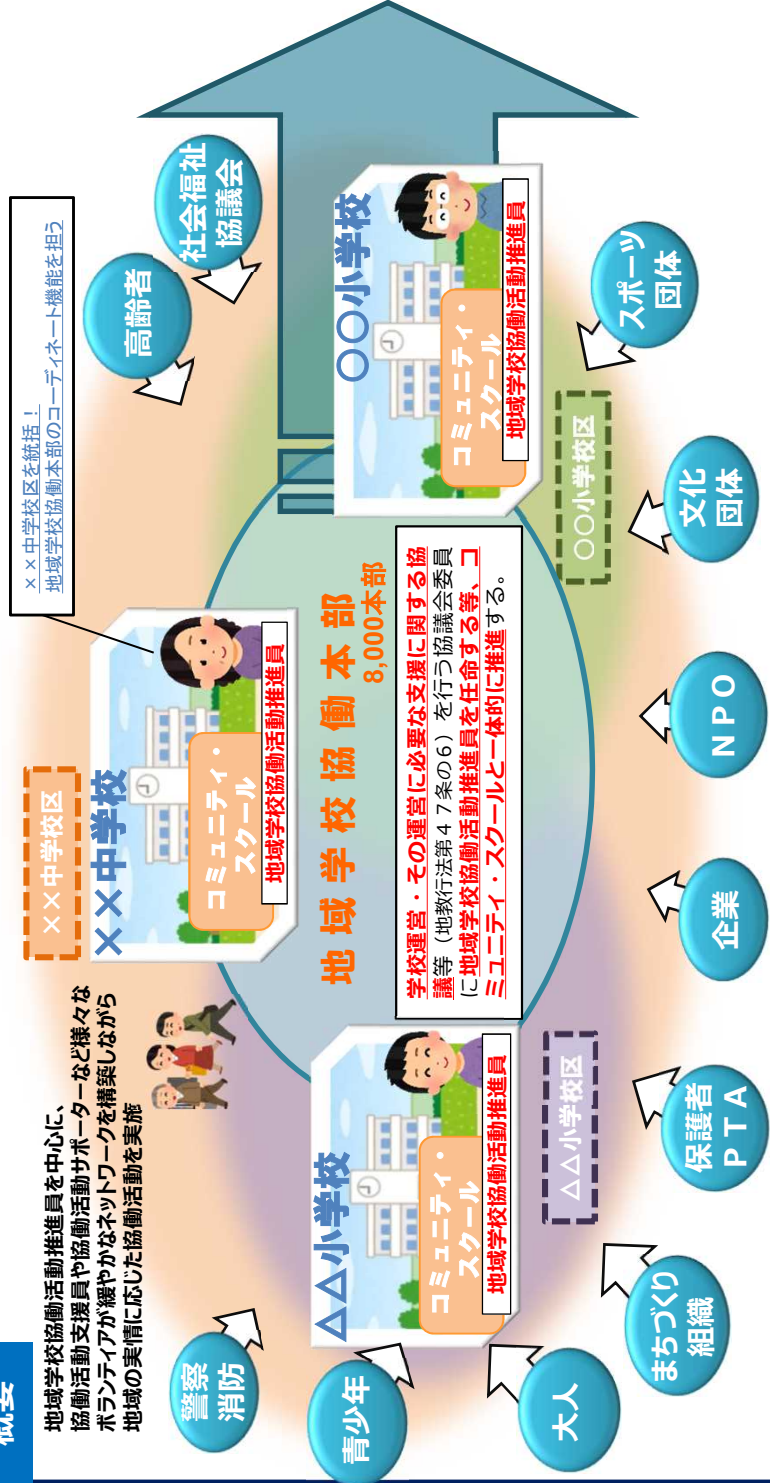 概要
地域学校協働活動推進員を中心に、
協働活動支援員や協働活動サポーターなど様々な
ボランティアが緩やかなネットワークを構築しながら
地域の実情に応じた協働活動を実施
××中学校区
××中学校
コミュニティ・
スクール
地域学校協働活動推進員
××中学校区を統括！
地域学校協働本部のコーディネート機能を担う
高齢者
社会福祉
協議会
警察
消防
青少年
大人
まちづくり
組織
保護者
ＰＴＡ
企業
ＮＰＯ
文化
団体
スポーツ
団体
△△小学校
コミュニティ・
スクール
地域学校協働活動推進員
△△小学校区
地域学校協働本部
8,000本部
学校運営・その運営に必要な支援に関する協
議等（地教行法第４７条の６）を行う協議会委員
に地域学校協働活動推進員を任命する等、コ
ミュニティ・スクールと一体的に推進する。
〇〇小学校
コミュニティ・
スクール
地域学校協働活動推進員
〇〇小学校区